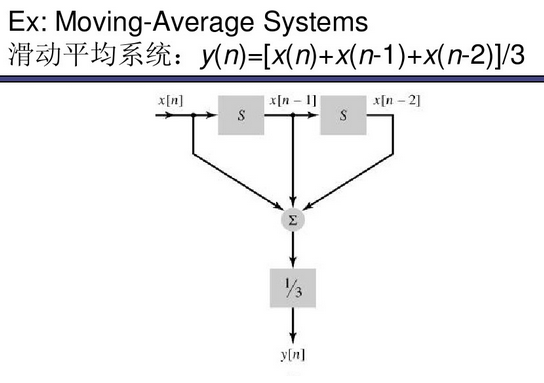 Ex: Moving-Average Systems
滑动平均系统：y(n)=[x(n)+x(n-1)+x(n-2)]/3
x[n] x[n − 1] x[n − 2]
S S
Σ
1/3
y[n]